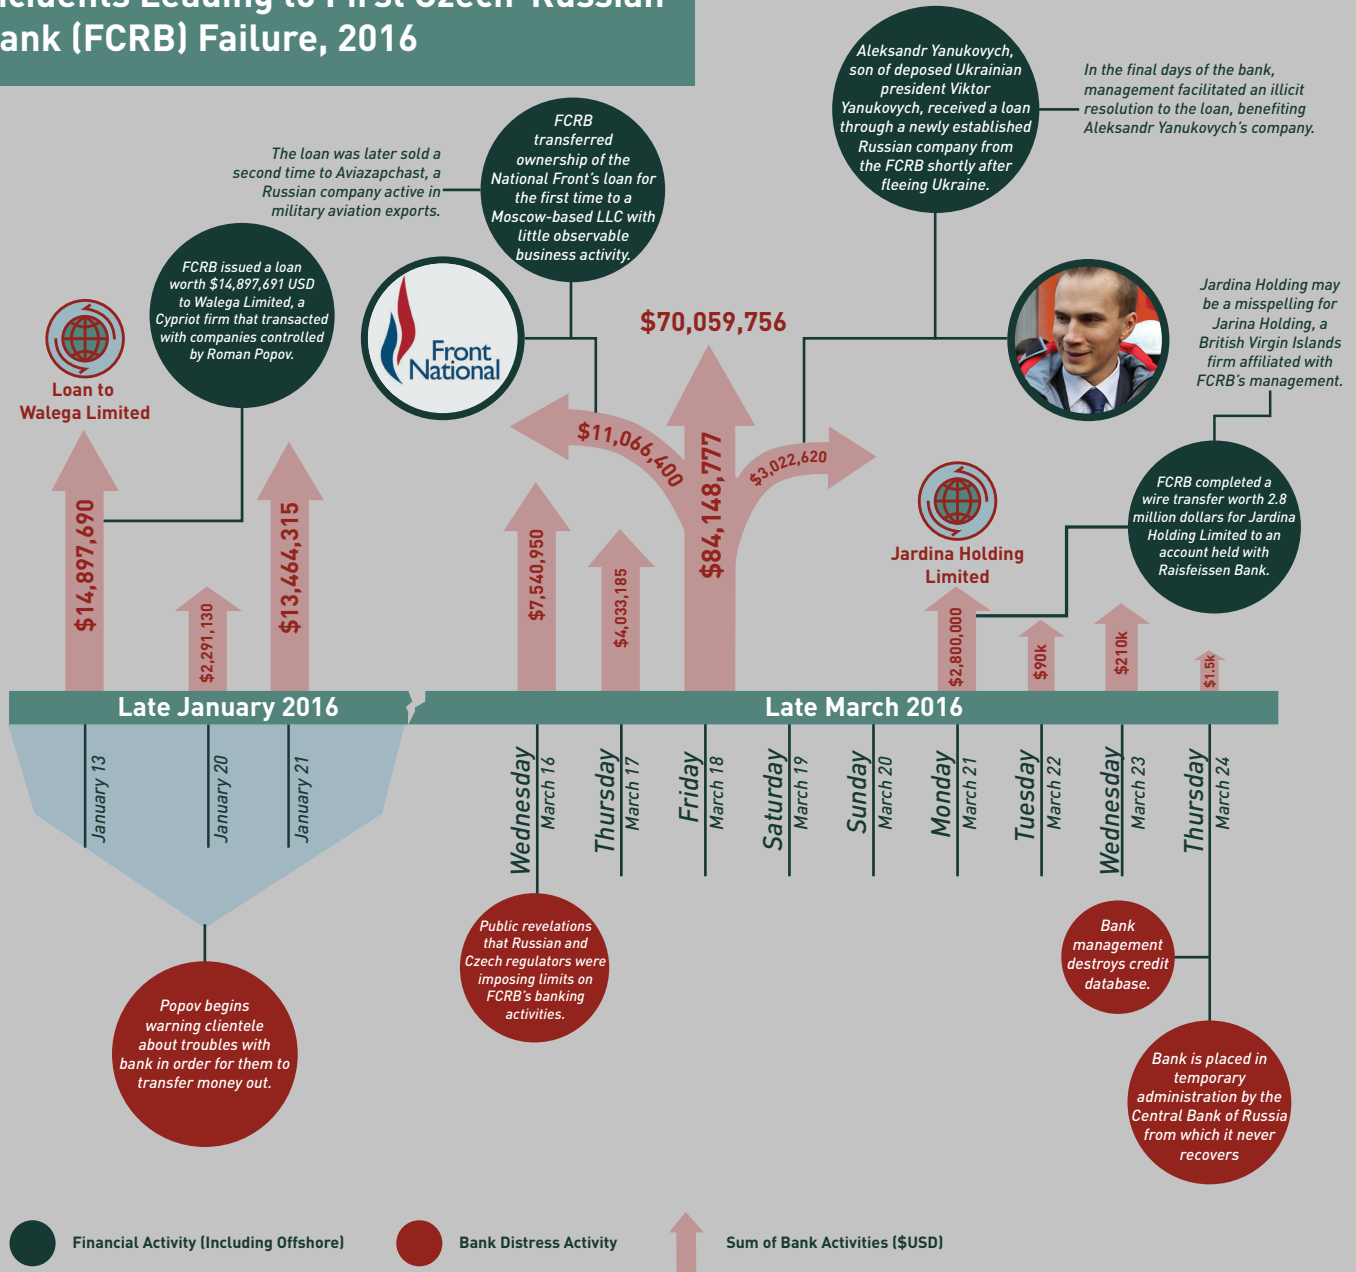 cidents Leading to First Czech-Russian
ank (FCRB) Failure, 2016
Aleksandr Yanukovych,
son of deposed Ukrainian
president Viktor
Yanukovych, received a loan
through a newly established
Russian company from
the FCRB shortly after
fleeing Ukraine.
In the final days of the bank,
management facilitated an illicit
resolution to the loan, benefiting
Aleksandr Yanukovych's company.
FCRB
transferred
ownership of the
National Front's loan for
the first time to a
Moscow-based LLC with
little observable
business activity.
The loan was later sold a
second time to Aviazapchast, a
Russian company active in
military aviation exports.
FCRB issued a loan
worth $14,897,691 USD
to Walega Limited, a
Cypriot firm that transacted
with companies controlled
by Roman Popov.
Loan to
Walega Limited
Front
National
$70,059,756
Jardina Holding may
be a misspelling for
Jarina Holding, a
British Virgin Islands
firm affiliated with
FCRB's management.
FCRB completed a
wire transfer worth 2.8
million dollars for Jardina
Holding Limited to an
account held with
Raisfeissen Bank.
Jardina Holding
Limited
$14,897,690
$2,291,130
$13,464,315
$7,540,950
$4,033,185
$11,066,400
$84,148,777
$3,022,620
$2,800,000
$90k
$210k
$1.5k
Late January 2016
Late March 2016
January 13
January 20
January 21
Wednesday
March 16
Thursday
March 17
Friday
March 18
Saturday
March 19
Sunday
March 20
Monday
March 21
Tuesday
March 22
Wednesday
March 23
Thursday
March 24
Popov begins
warning clientele
about troubles with
bank in order for them to
transfer money out.
Public revelations
that Russian and
Czech regulators were
imposing limits on
FCRB's banking
activities.
Bank
management
destroys credit
database.
Bank is placed in
temporary
administration by the
Central Bank of Russia
from which it never
recovers
Financial Activity (Including Offshore)
Bank Distress Activity
Sum of Bank Activities ($USD)